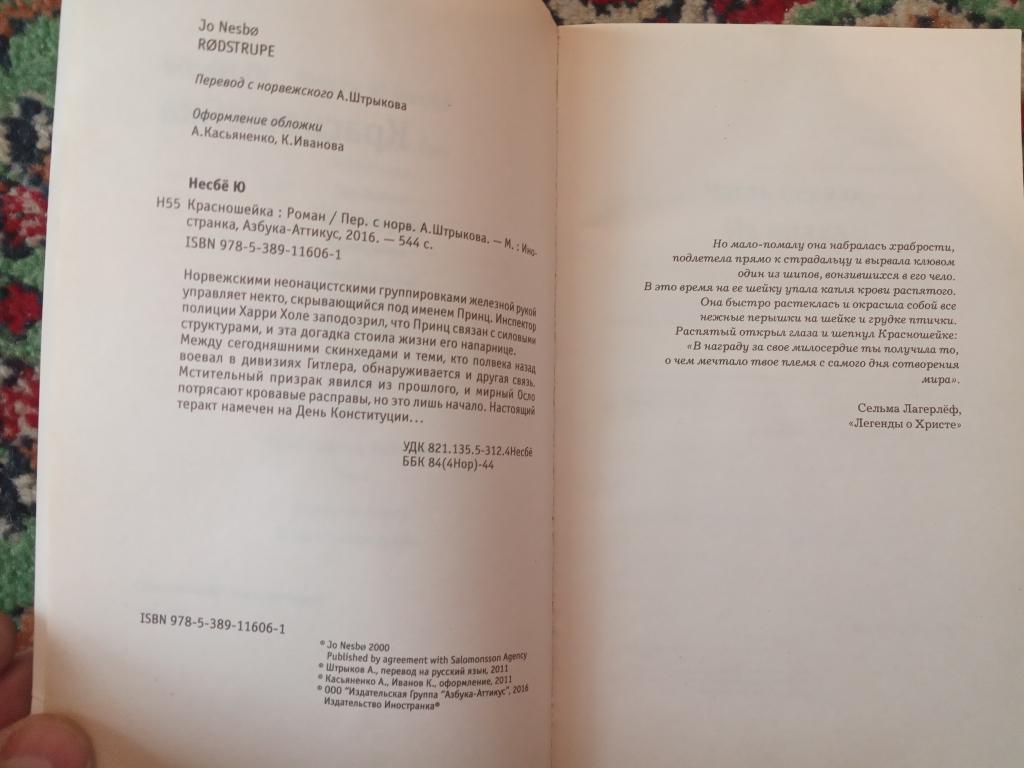 Jo Nesbø
RØDSTRUPE
Перевод с норвежского А.Штрыкова
Оформление обложки
А.Касьяненко, К.Иванова
Несбё Ю
Н55 Красношейка : Роман / Пер. с норв. А.Штрыкова. — М. : Ино-
странка, Азбука-Аттикус, 2016. — 544 с.
ISBN 978-5-389-11606-1
Норвежскими неонацистскими группировками железной рукой
управляет некто, скрывающийся под именем Принц. Инспектор
полиции Харри Холе заподозрил, что Принц связан с силовыми
структурами, и эта догадка стоила жизни его напарнице.
Между сегодняшними скинхедами и теми, кто полвека назад
воевал в дивизиях Гитлера, обнаруживается и другая связь.
Мстительный призрак явился из прошлого, и мирный Осло
потрясают кровавые расправы, но это лишь начало. Настоящий
теракт намечен на День Конституции...
УДК 821.135.5-312.4Несбё
ББК 84(4Нор)-44
ISBN 978-5-389-11606-1
© Jo Nesbø 2000
Published by agreement with Salomonsson Agency
© Штрыков А., перевод на русский язык, 2011
© Касьяненко А., Иванов К., оформление, 2011
© ООО "Издательская Группа "Азбука-Аттикус", 2016
Издательство Иностранка®
Но мало-помалу она набралась храбрости,
подлетела прямо к страдальцу и вырвала клювом
один из шипов, вонзившихся в его чело.
В это время на ее шейку упала капля крови распятого.
Она быстро растеклась и окрасила собой все
нежные перышки на шейке и грудке птички.
Распятый открыл глаза и шепнул Красношейке:
«В награду за свое милосердие ты получила то,
о чем мечтало твое племя с самого дня сотворения
мира».
Сельма Лагерлёф,
«Легенды о Христе»